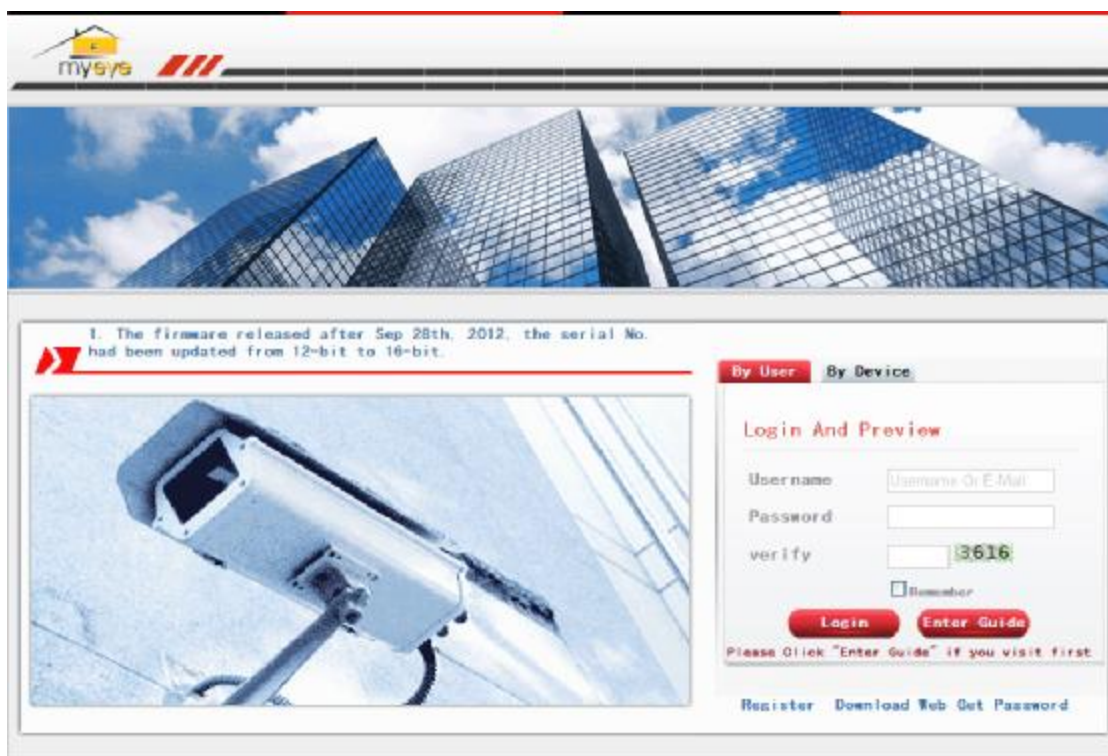 myeye
1. The firmware released after Sep 28th, 2012, the serial No.
had been updated from 12-bit to 16-bit.
By User By Device
Login And Preview
Username Username Or E-Mail
Password
verify 3616
Remember
Login Enter Guide
Please Click "Enter Guide" if you visit first
Register Download Web Get Password